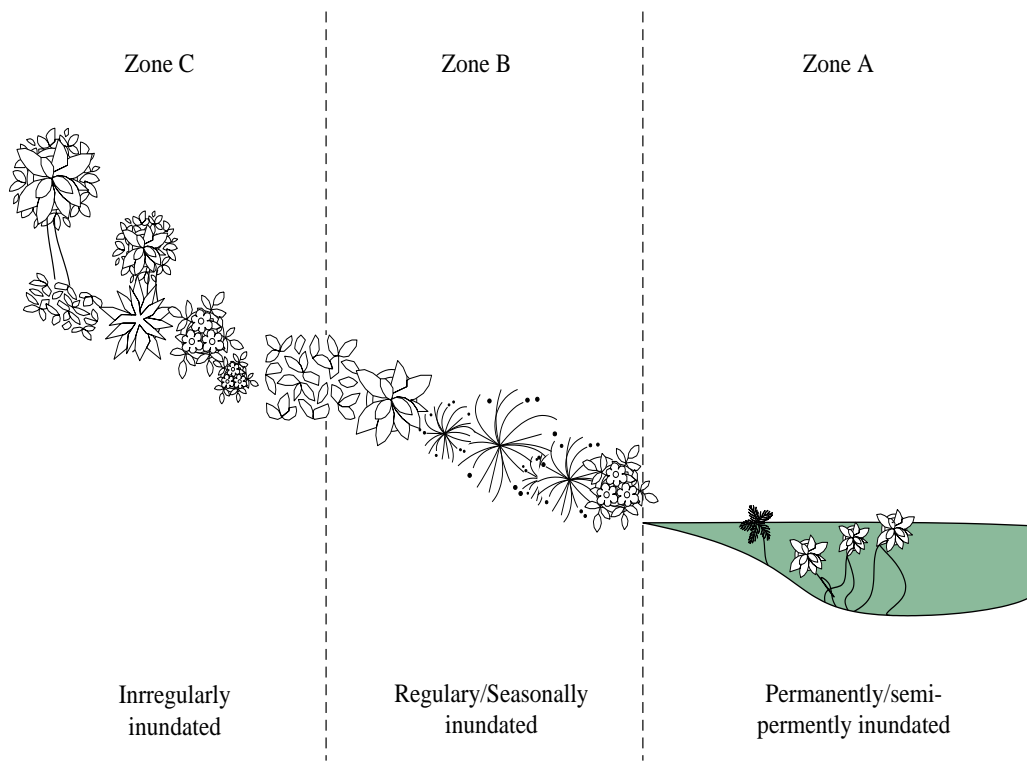 Zone C
Zone B
Zone A
Inrregularly
inundated
Regulary/Seasonally
inundated
Permanently/semi-
permently inundated